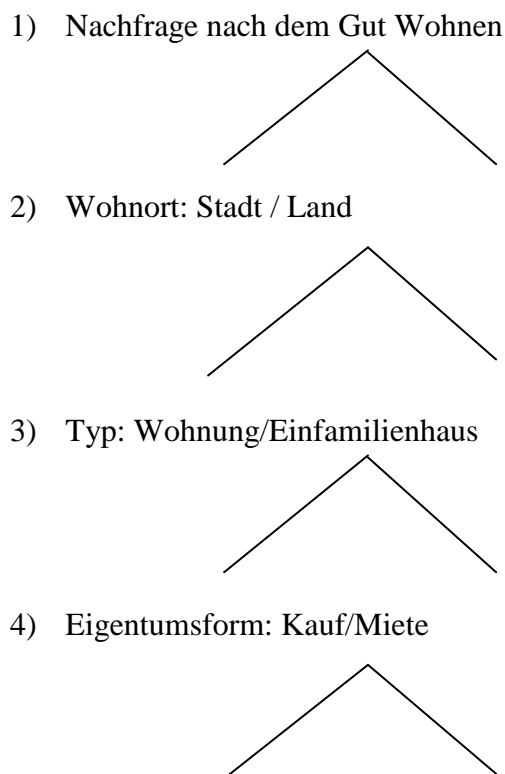 1) Nachfrage nach dem Gut Wohnen
2) Wohnort: Stadt / Land
3) Typ: Wohnung/Einfamilienhaus
4) Eigentumsform: Kauf/Miete